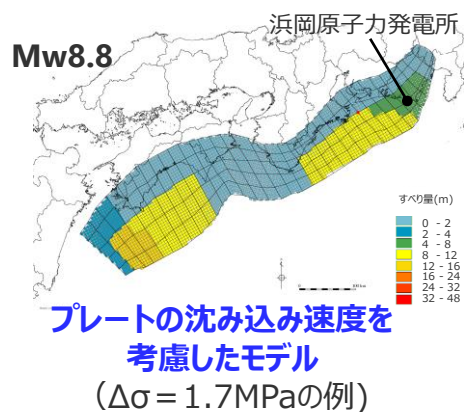 浜岡原子力発電所
Mw8.8
すべり量(m)
0 - 2
2 - 4
4 - 8
8 - 12
12 - 16
16 - 24
24 - 32
32 - 48
プレートの沈み込み速度を
考慮したモデル
（Δσ＝1.7MPaの例)